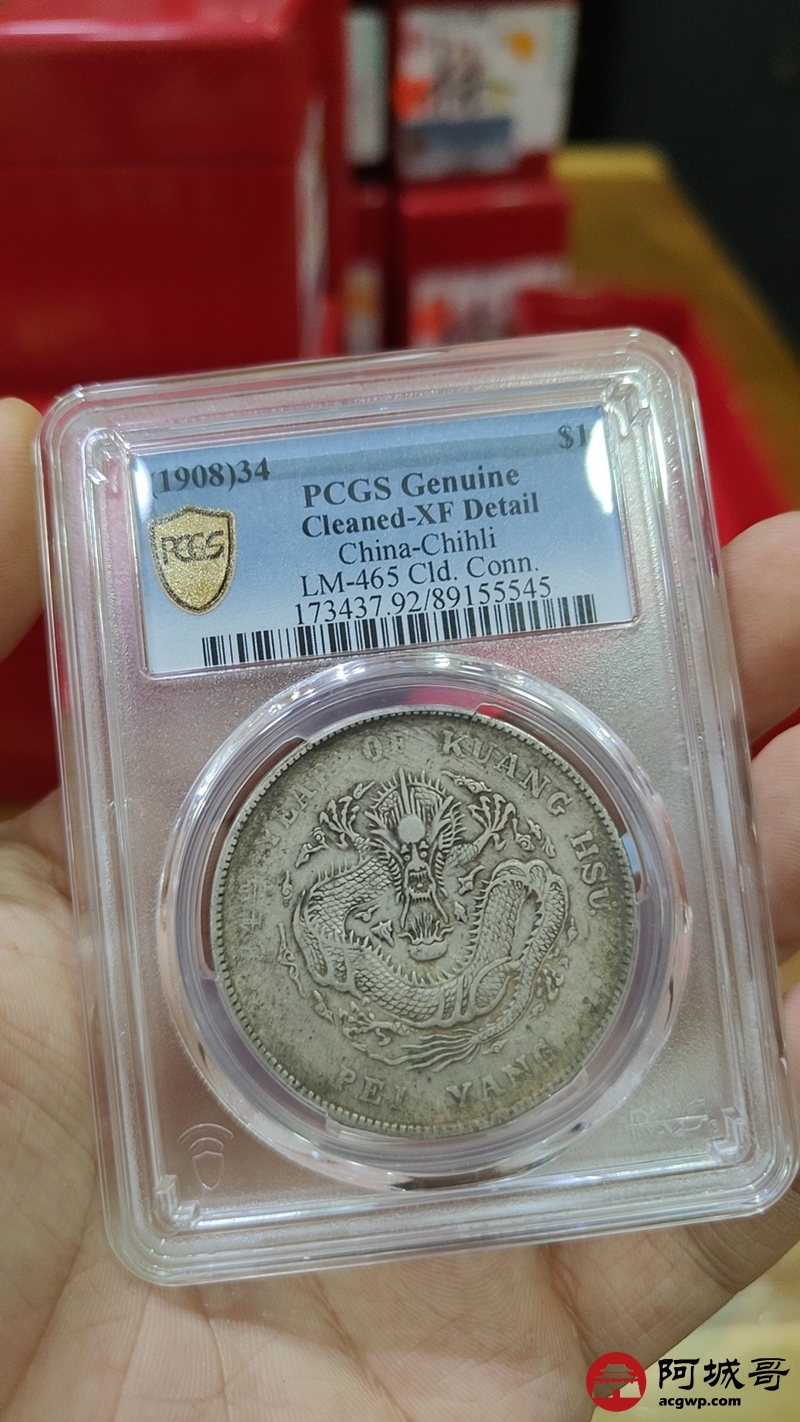 (1908)34 $1
PCGS Genuine
Cleaned-XF Detail
China-Chihli
LM-465 Cld. Conn.
173437.92/89155545
PCGS
YEAR OF KUANG HSU
PEI YANG
阿城哥
acgwp.com